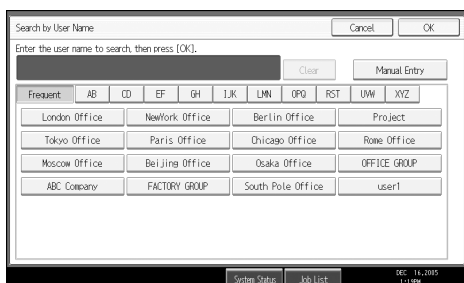 Search by User Name Cancel OK
Enter the user name to search, then press [OK].
Clear Manual Entry
Frequent AB CD EF GH IJK LMN OPQ RST UVW XYZ
London Office NewYork Office Berlin Office Project
Tokyo Office Paris Office Chicago Office Rome Office
Moscow Office Beijing Office Osaka Office OFFICE GROUP
ABC Company FACTORY GROUP South Pole Office user1
System Status Job List DEC 16,2005
1:19PM